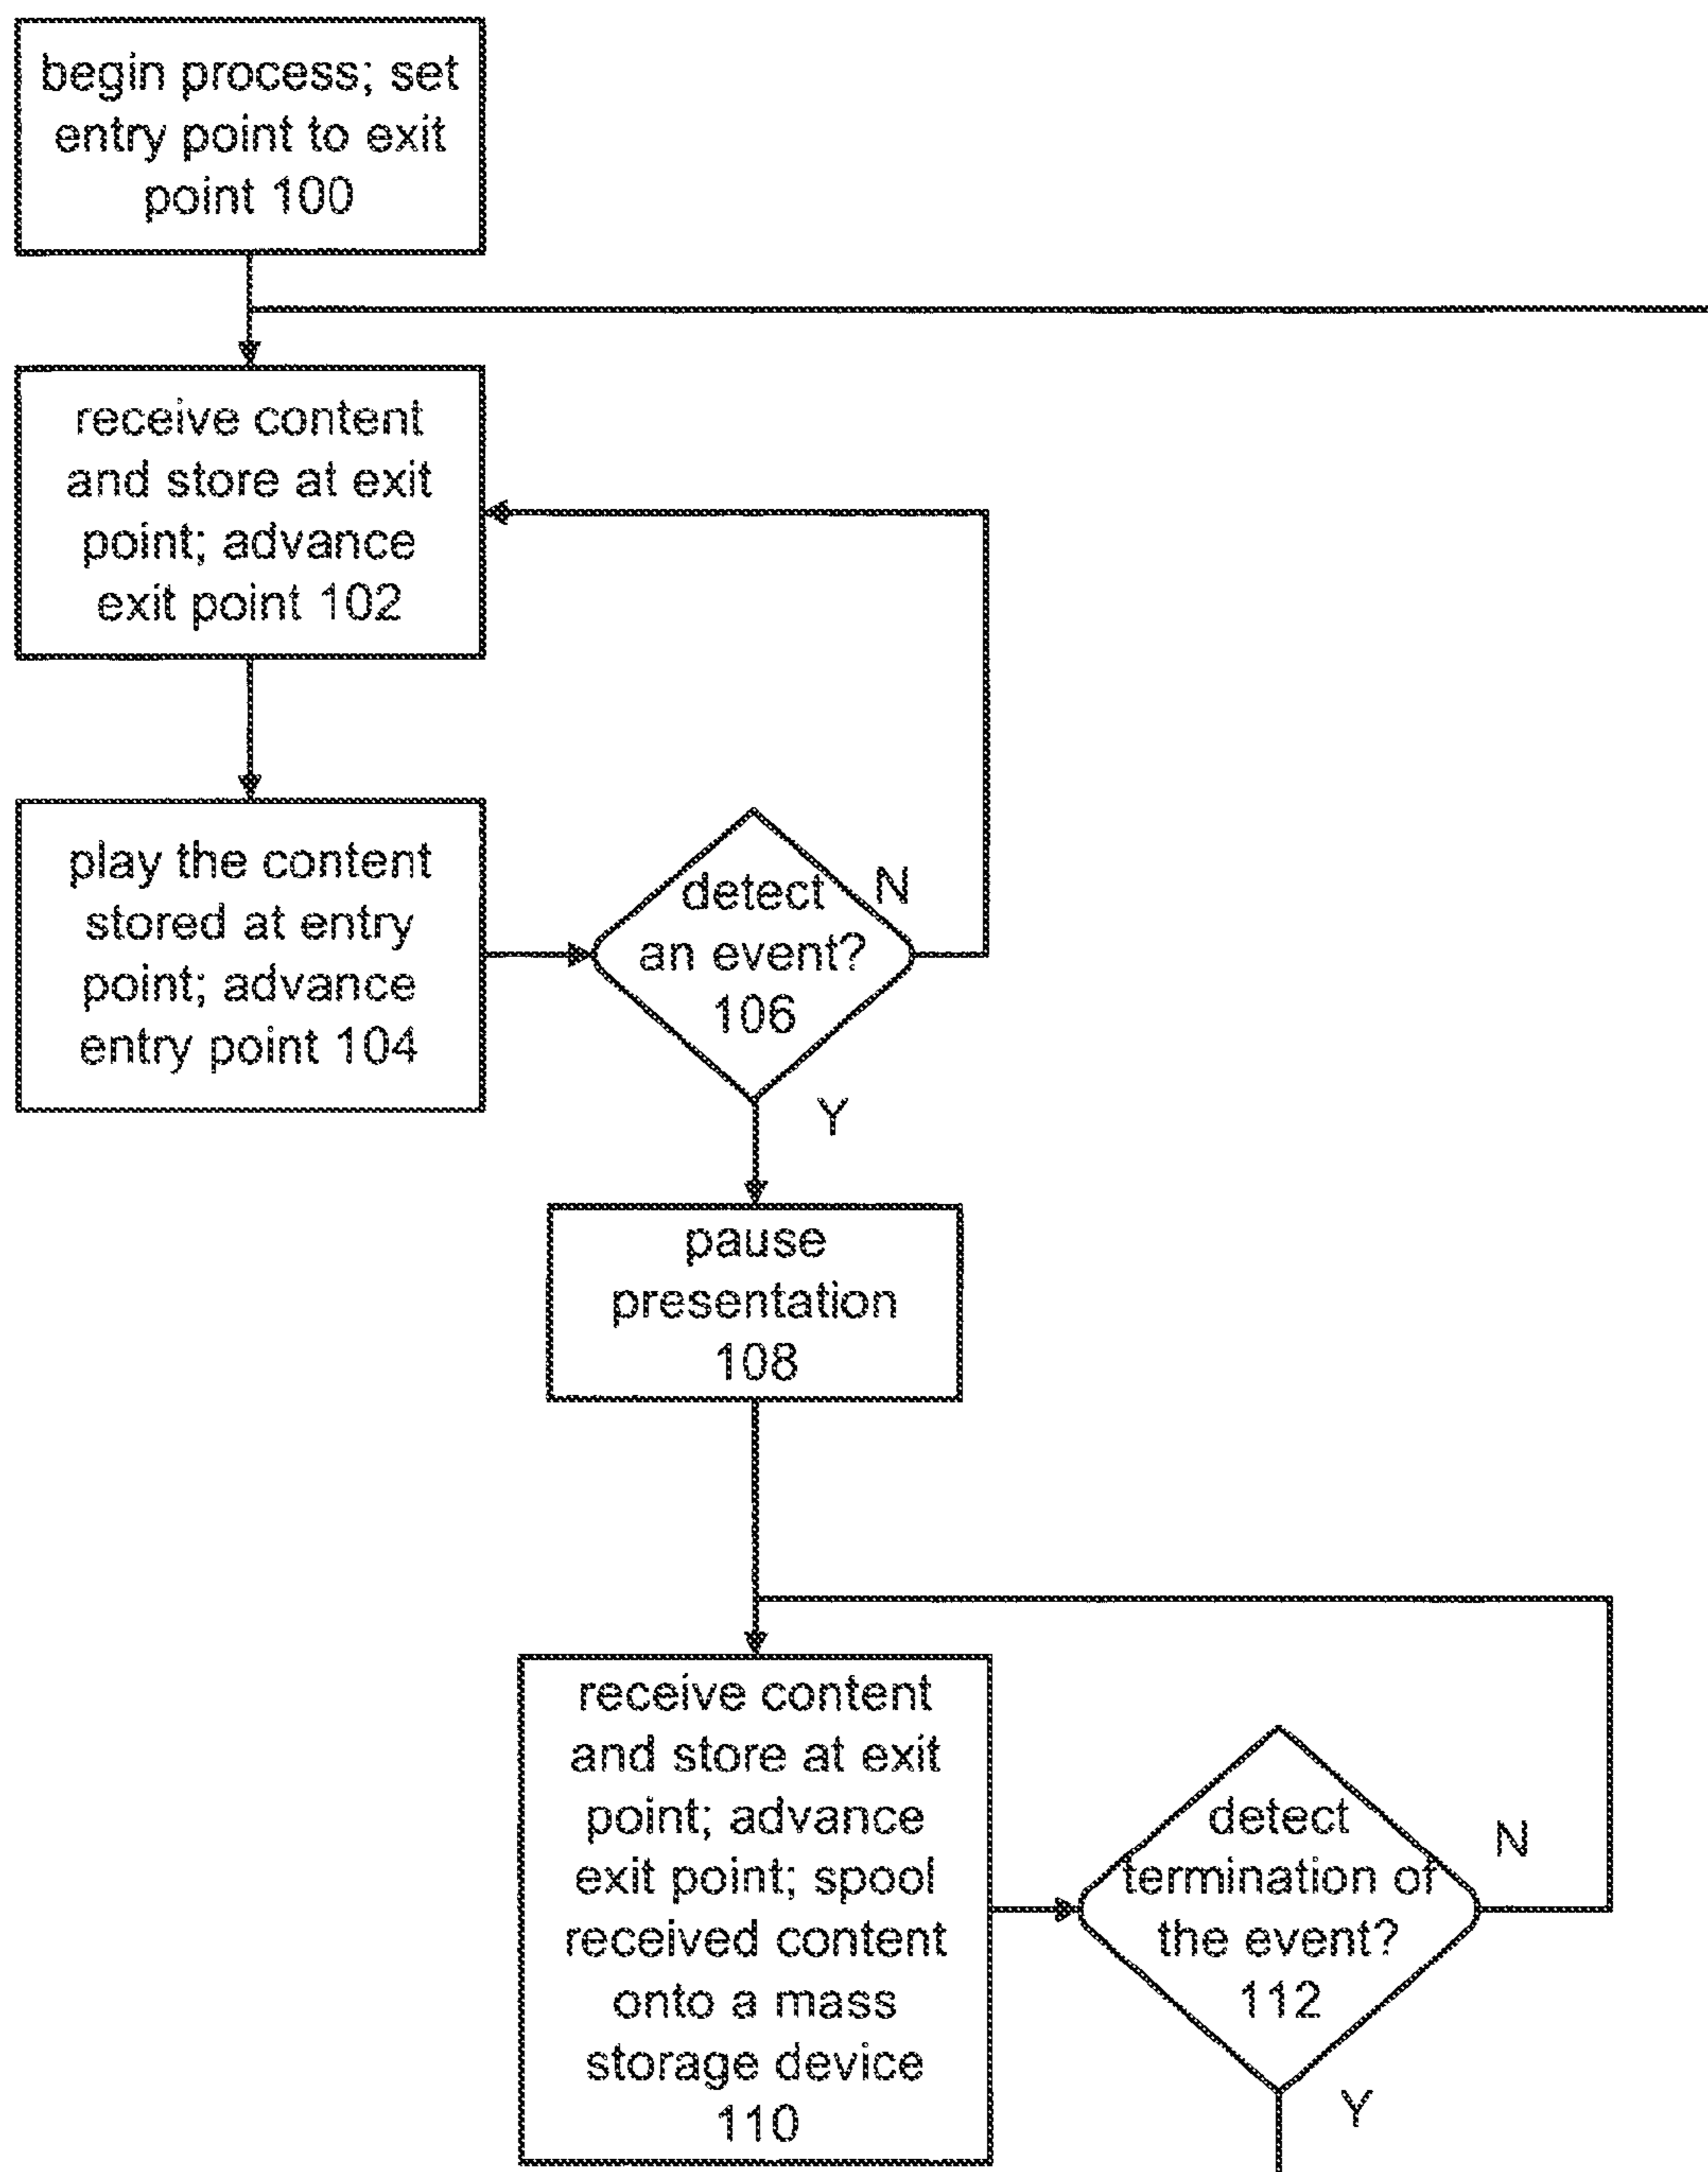 begin process; set
entry point to exit
point 100
receive content
and store at exit
point; advance
exit point 102
play the content
stored at entry
point; advance
entry point 104
detect
an event?
106
N
Y
pause
presentation
108
receive content
and store at exit
point; advance
exit point; spool
received content
onto a mass
storage device
110
detect
termination of
the event?
112
N
Y